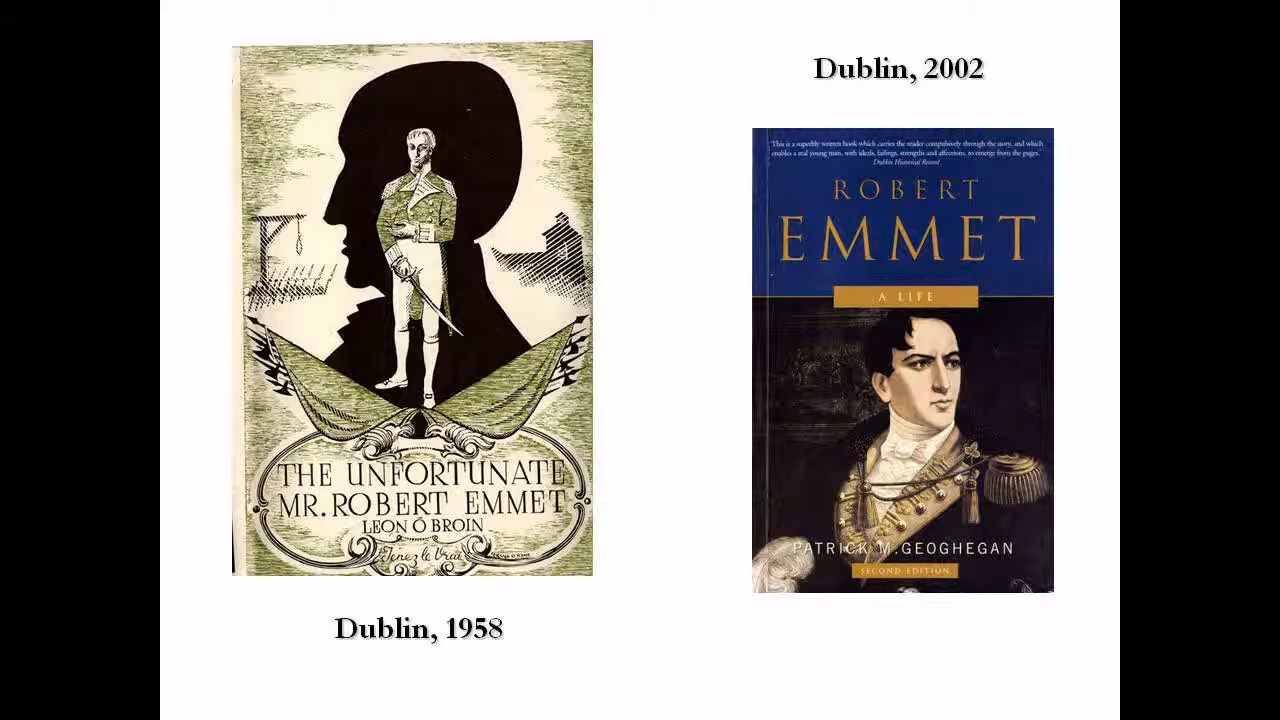 THE UNFORTUNATE
MR. ROBERT EMMET
LEON Ó BROIN
Tenez le Vraie
Dublin, 1958
Dublin, 2002
'This is a superbly written book which carries the reader compulsively through the story, and which
enables a real young man, with ideals, failings, strengths and affections, to emerge from the pages.'
Dublin Historical Record
ROBERT
EMMET
A LIFE
PATRICK M. GEOGHEGAN
SECOND EDITION